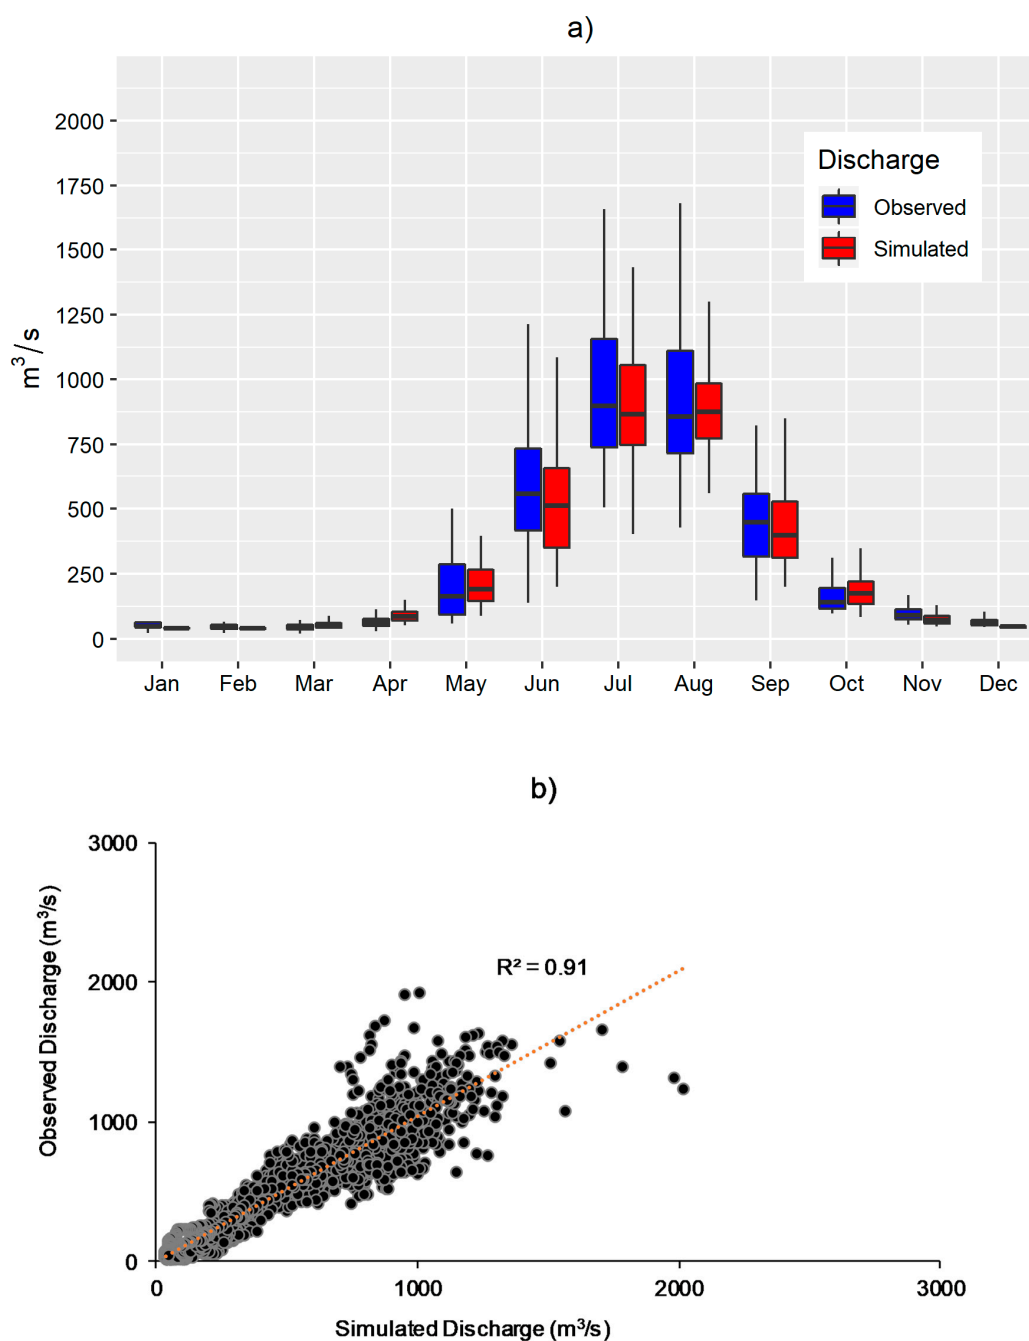 a)
2000
1750
1500
1250
1000
750
500
250
0
m³/s
Discharge
Observed
Simulated
Jan Feb Mar Apr May Jun Jul Aug Sep Oct Nov Dec
b)
3000
2000
1000
0
Observed Discharge (m³/s)
R² = 0.91
0 1000 2000 3000
Simulated Discharge (m³/s)